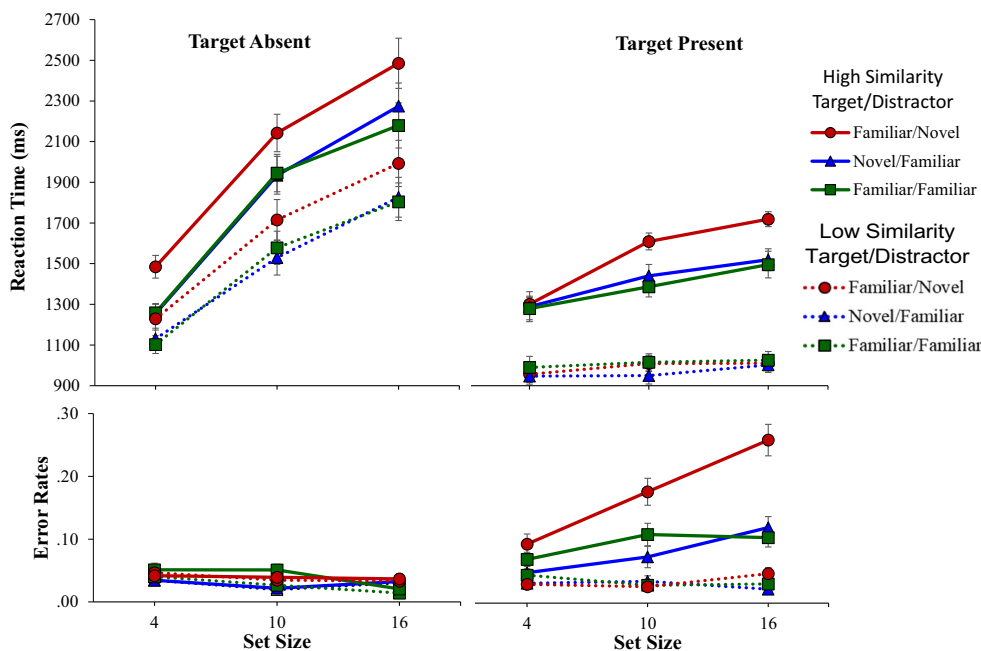 Target Absent
Target Present
Reaction Time (ms)
2700
2500
2300
2100
1900
1700
1500
1300
1100
900
High Similarity
Target/Distractor
Familiar/Novel
Novel/Familiar
Familiar/Familiar
Low Similarity
Target/Distractor
Familiar/Novel
Novel/Familiar
Familiar/Familiar
Error Rates
.30
.20
.10
.00
4
10
16
Set Size
4
10
16
Set Size